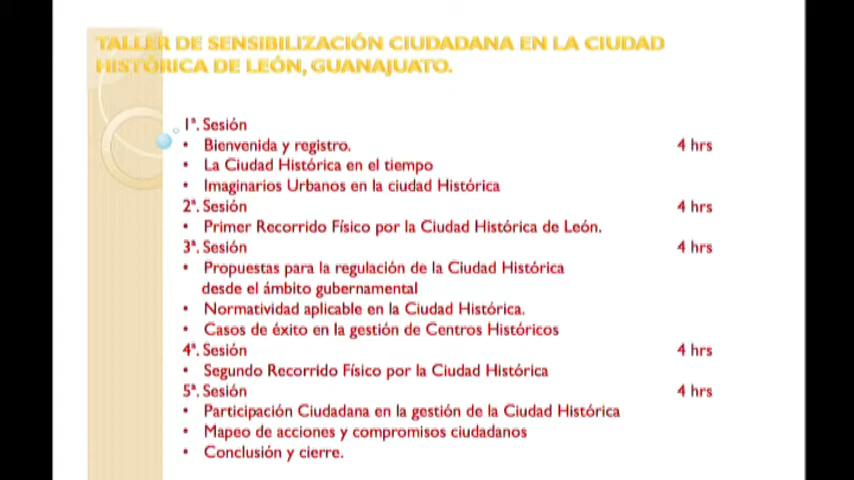 TALLER DE SENSIBILIZACIÓN CIUDADANA EN LA CIUDAD
HISTÓRICA DE LEÓN, GUANAJUATO.
1ª. Sesión
• Bienvenida y registro. 4 hrs
• La Ciudad Histórica en el tiempo
• Imaginarios Urbanos en la ciudad Histórica
2ª. Sesión 4 hrs
• Primer Recorrido Físico por la Ciudad Histórica de León.
3ª. Sesión 4 hrs
• Propuestas para la regulación de la Ciudad Histórica
desde el ámbito gubernamental
• Normatividad aplicable en la Ciudad Histórica.
• Casos de éxito en la gestión de Centros Históricos
4ª. Sesión 4 hrs
• Segundo Recorrido Físico por la Ciudad Histórica
5ª. Sesión 4 hrs
• Participación Ciudadana en la gestión de la Ciudad Histórica
• Mapeo de acciones y compromisos ciudadanos
• Conclusión y cierre.